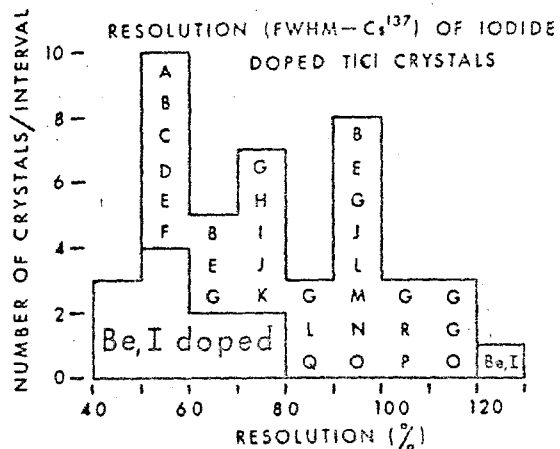 RESOLUTION (FWHM—Cs¹³⁷) OF IODIDE
DOPED TlCl CRYSTALS
NUMBER OF CRYSTALS/INTERVAL
10
8
6
4
2
0
A
B
C
D
E
F
B
E
G
G
H
I
J
K
G
L
Q
B
E
G
J
L
M
N
O
G
R
P
G
G
O
Be, I doped
Be, I
40 60 80 100 120
RESOLUTION (%)